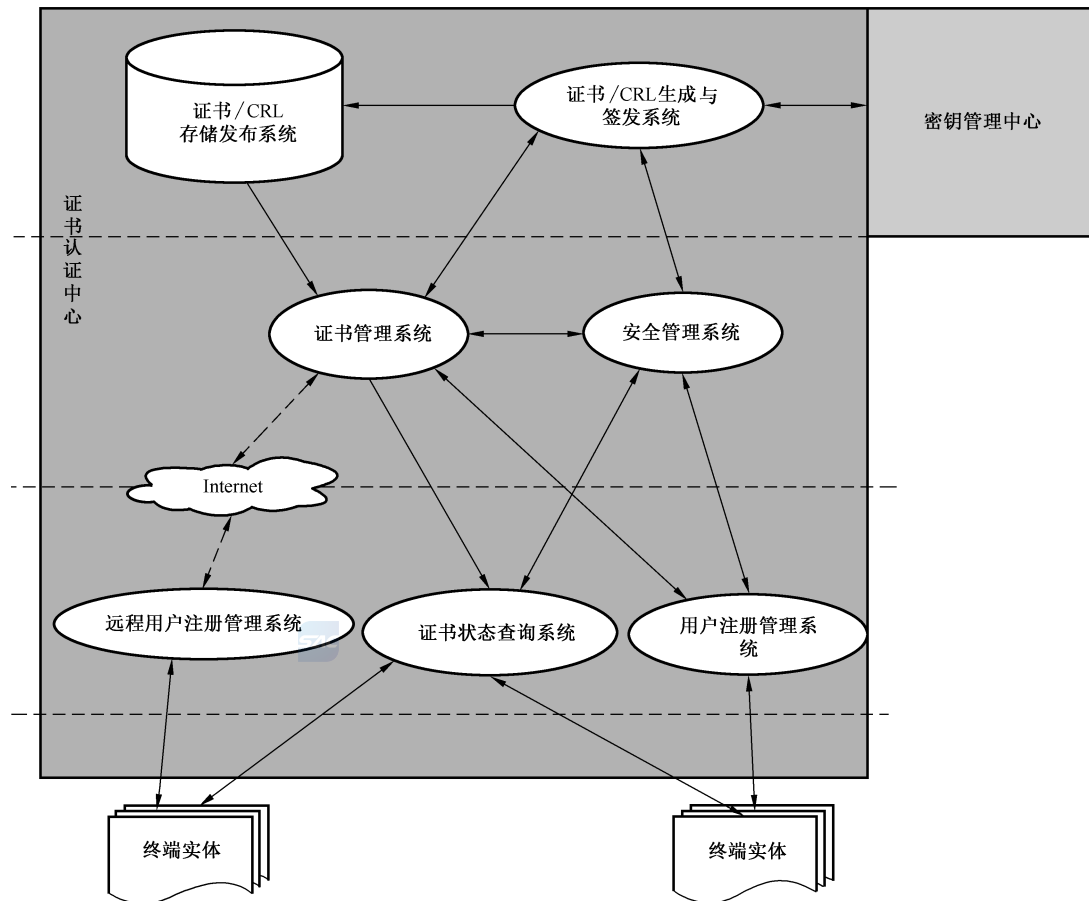 证书/CRL
存储发布系统
证书/CRL生成与
签发系统
密钥管理中心
证书认证中心
证书管理系统
安全管理系统
Internet
远程用户注册管理系统
证书状态查询系统
用户注册管理系
统
终端实体
终端实体